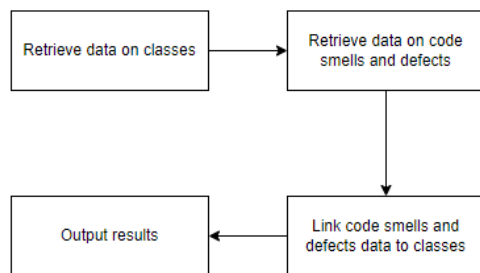 Retrieve data on classes
Retrieve data on code
smells and defects
Link code smells and
defects data to classes
Output results